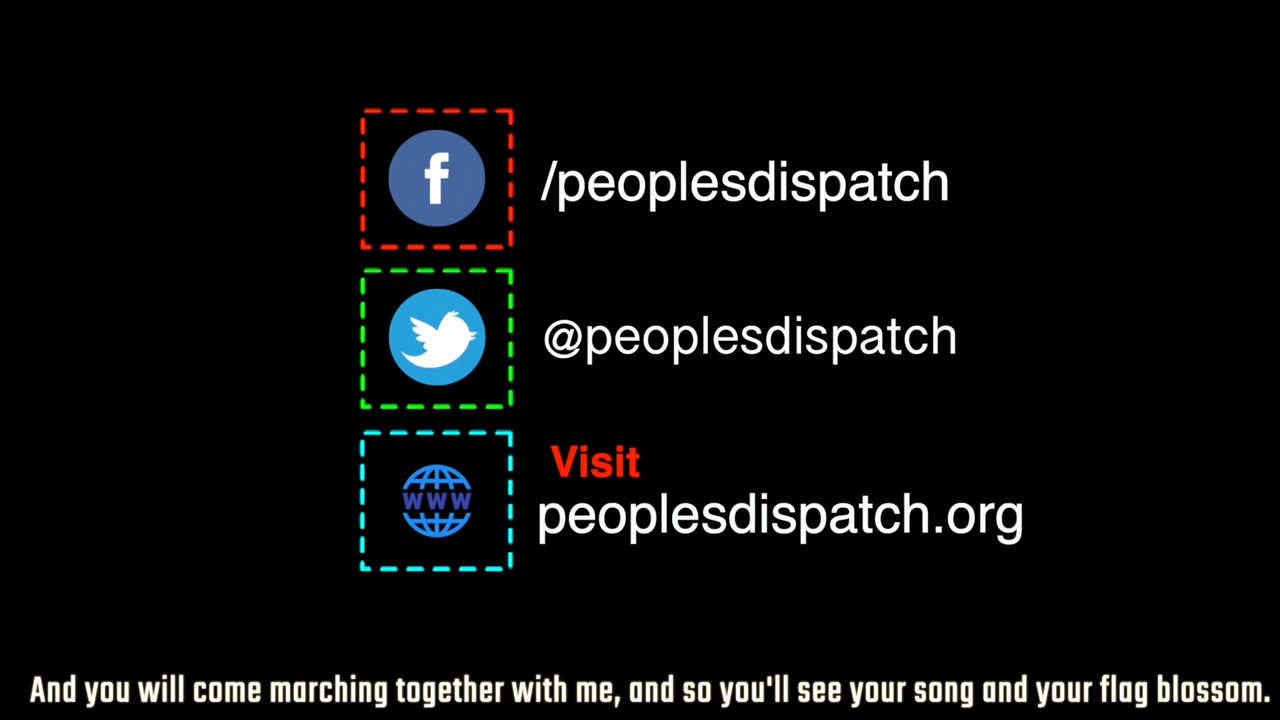 f
/peoplesdispatch
@peoplesdispatch
Visit
www
peoplesdispatch.org
And you will come marching together with me, and so you'll see your song and your flag blossom.